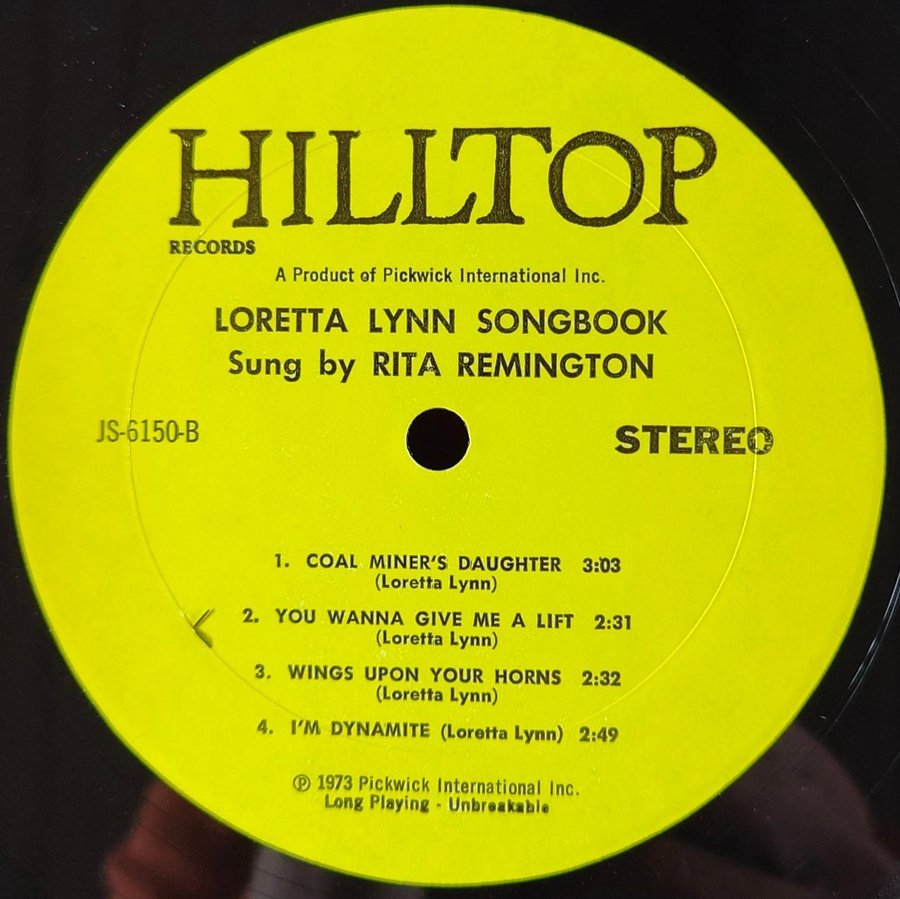 HILLTOP
RECORDS
A Product of Pickwick International Inc.
LORETTA LYNN SONGBOOK
Sung by RITA REMINGTON
JS-6150-B
STEREO
1. COAL MINER'S DAUGHTER 3:03
(Loretta Lynn)
2. YOU WANNA GIVE ME A LIFT 2:31
(Loretta Lynn)
3. WINGS UPON YOUR HORNS 2:32
(Loretta Lynn)
4. I'M DYNAMITE (Loretta Lynn) 2:49
Ⓟ 1973 Pickwick International Inc.
Long Playing - Unbreakable